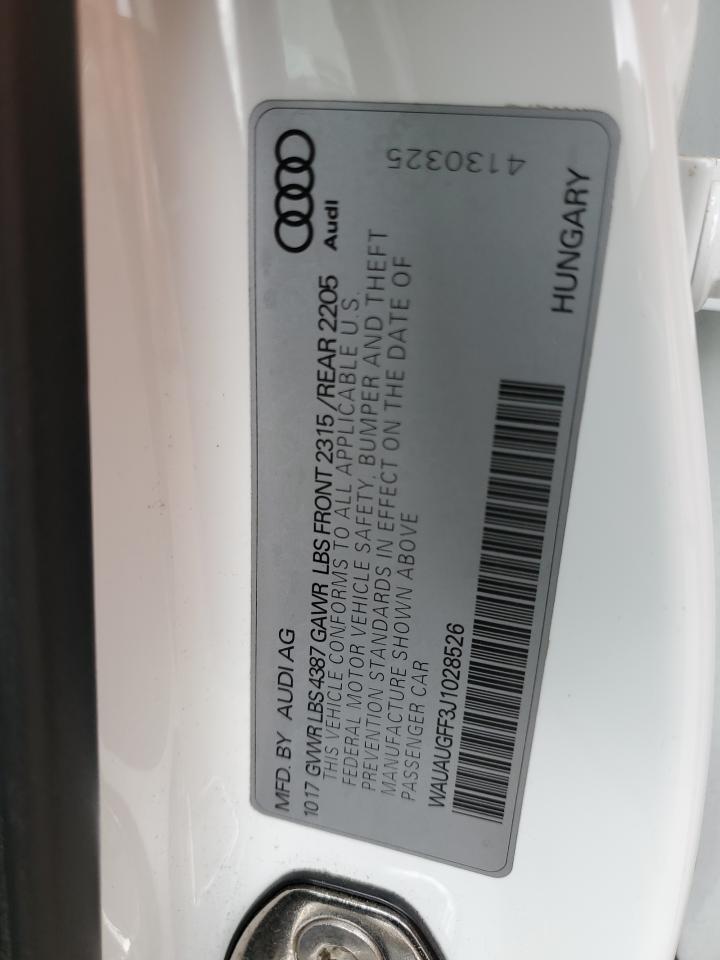 MFD. BY AUDI AG
Audi
1017 GVWR LBS 4387 GAWR LBS FRONT 2315 /REAR 2205
THIS VEHICLE CONFORMS TO ALL APPLICABLE U.S.
FEDERAL MOTOR VEHICLE SAFETY, BUMPER AND THEFT
PREVENTION STANDARDS IN EFFECT ON THE DATE OF
MANUFACTURE SHOWN ABOVE
PASSENGER CAR
WAUAUGFF3J1028526
4130325
HUNGARY